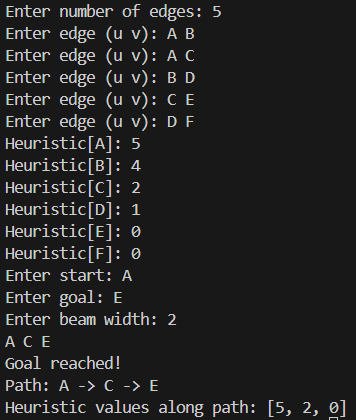 Enter number of edges: 5
Enter edge (u v): A B
Enter edge (u v): A C
Enter edge (u v): B D
Enter edge (u v): C E
Enter edge (u v): D F
Heuristic[A]: 5
Heuristic[B]: 4
Heuristic[C]: 2
Heuristic[D]: 1
Heuristic[E]: 0
Heuristic[F]: 0
Enter start: A
Enter goal: E
Enter beam width: 2
A C E
Goal reached!
Path: A -> C -> E
Heuristic values along path: [5, 2, 0]